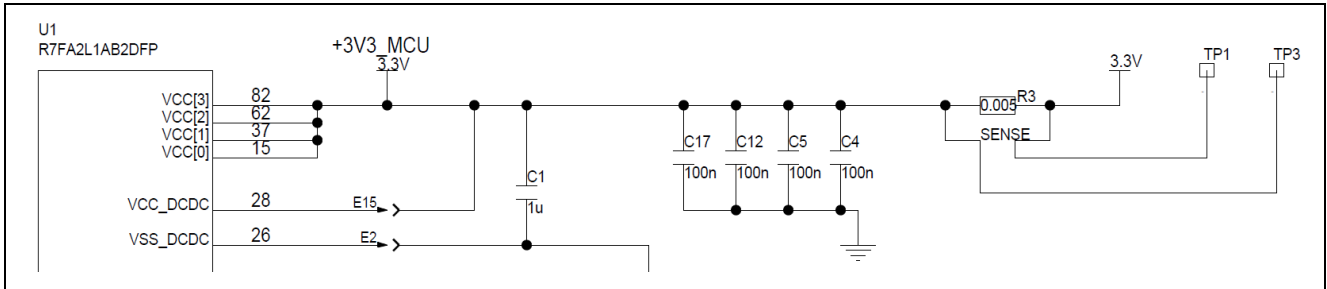 U1
R7FA2L1AB2DFP
+3V3_MCU
3.3V
3.3V
TP1
TP3
VCC[3] 82
VCC[2] 62
VCC[1] 37
VCC[0] 15
0.005 R3
SENSE
C17
100n
C12
100n
C5
100n
C4
100n
C1
1u
VCC_DCDC 28 E15
VSS_DCDC 26 E2